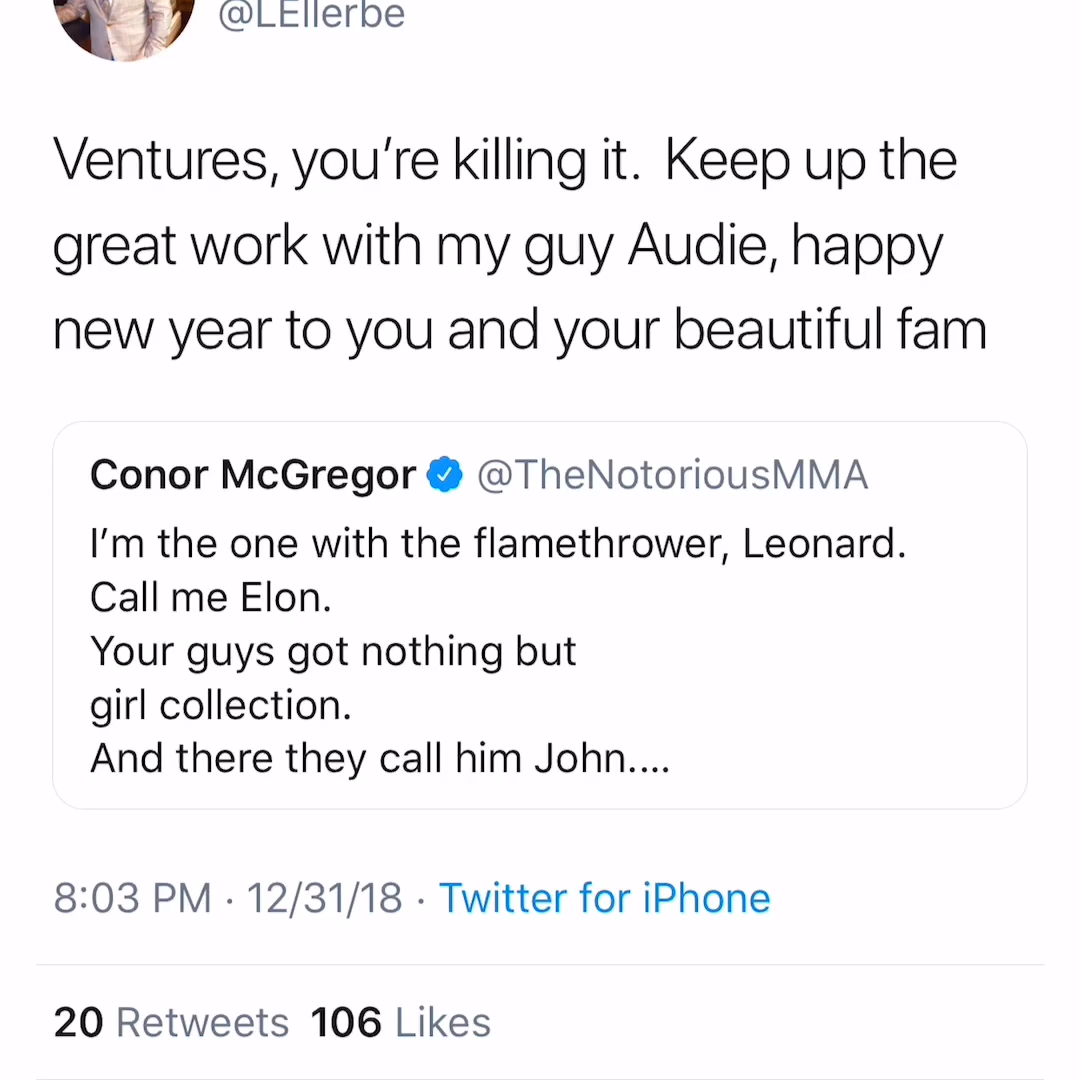 @LEllerbe
Ventures, you’re killing it.  Keep up the
great work with my guy Audie, happy
new year to you and your beautiful fam
Conor McGregor @TheNotoriousMMA
I’m the one with the flamethrower, Leonard.
Call me Elon.
Your guys got nothing but
girl collection.
And there they call him John....
8:03 PM · 12/31/18 · Twitter for iPhone
20 Retweets 106 Likes